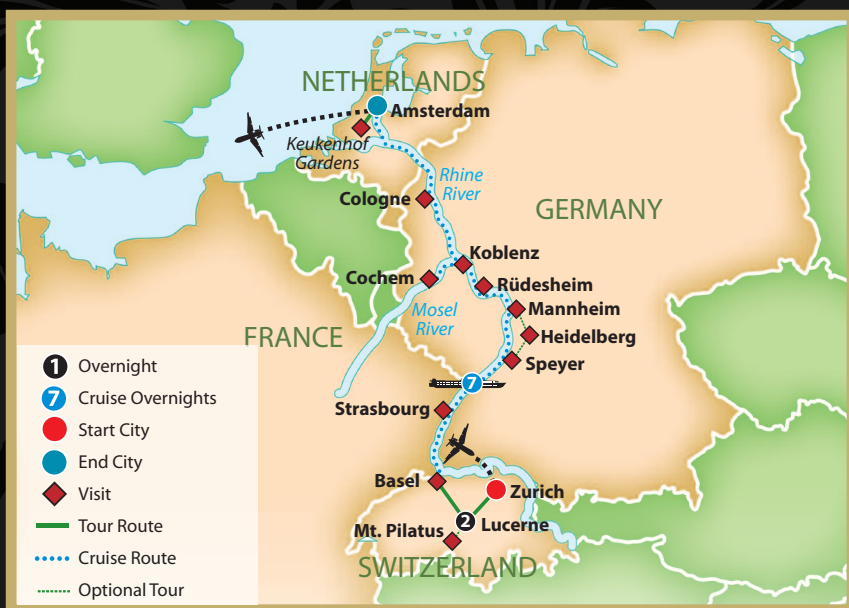 NETHERLANDS
Amsterdam
Keukenhof
Gardens
Rhine
River
Cologne
GERMANY
Koblenz
Cochem
Rüdesheim
Mosel
River
Mannheim
FRANCE
Heidelberg
Speyer
1 Overnight
7 Cruise Overnights
7
Start City
Strasbourg
End City
Visit
Basel
Zurich
Tour Route
2
Lucerne
Mt. Pilatus
Cruise Route
SWITZERLAND
Optional Tour